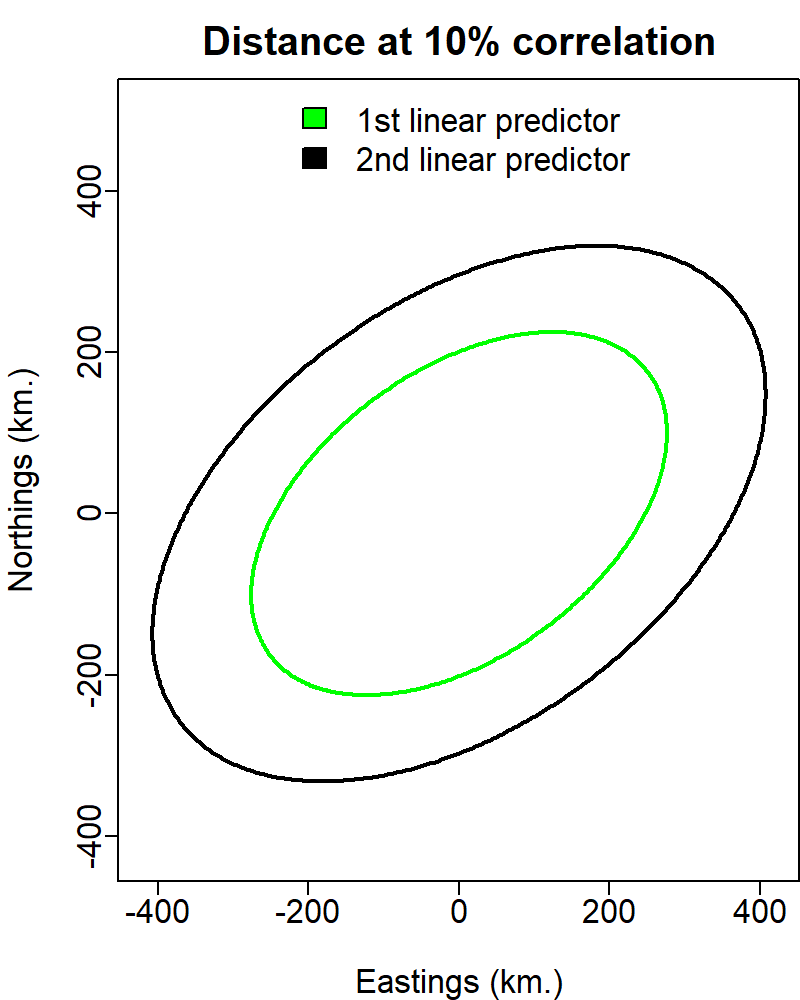 Distance at 10% correlation
1st linear predictor
2nd linear predictor
400
200
0
-200
-400
Northings (km.)
-400 -200 0 200 400
Eastings (km.)